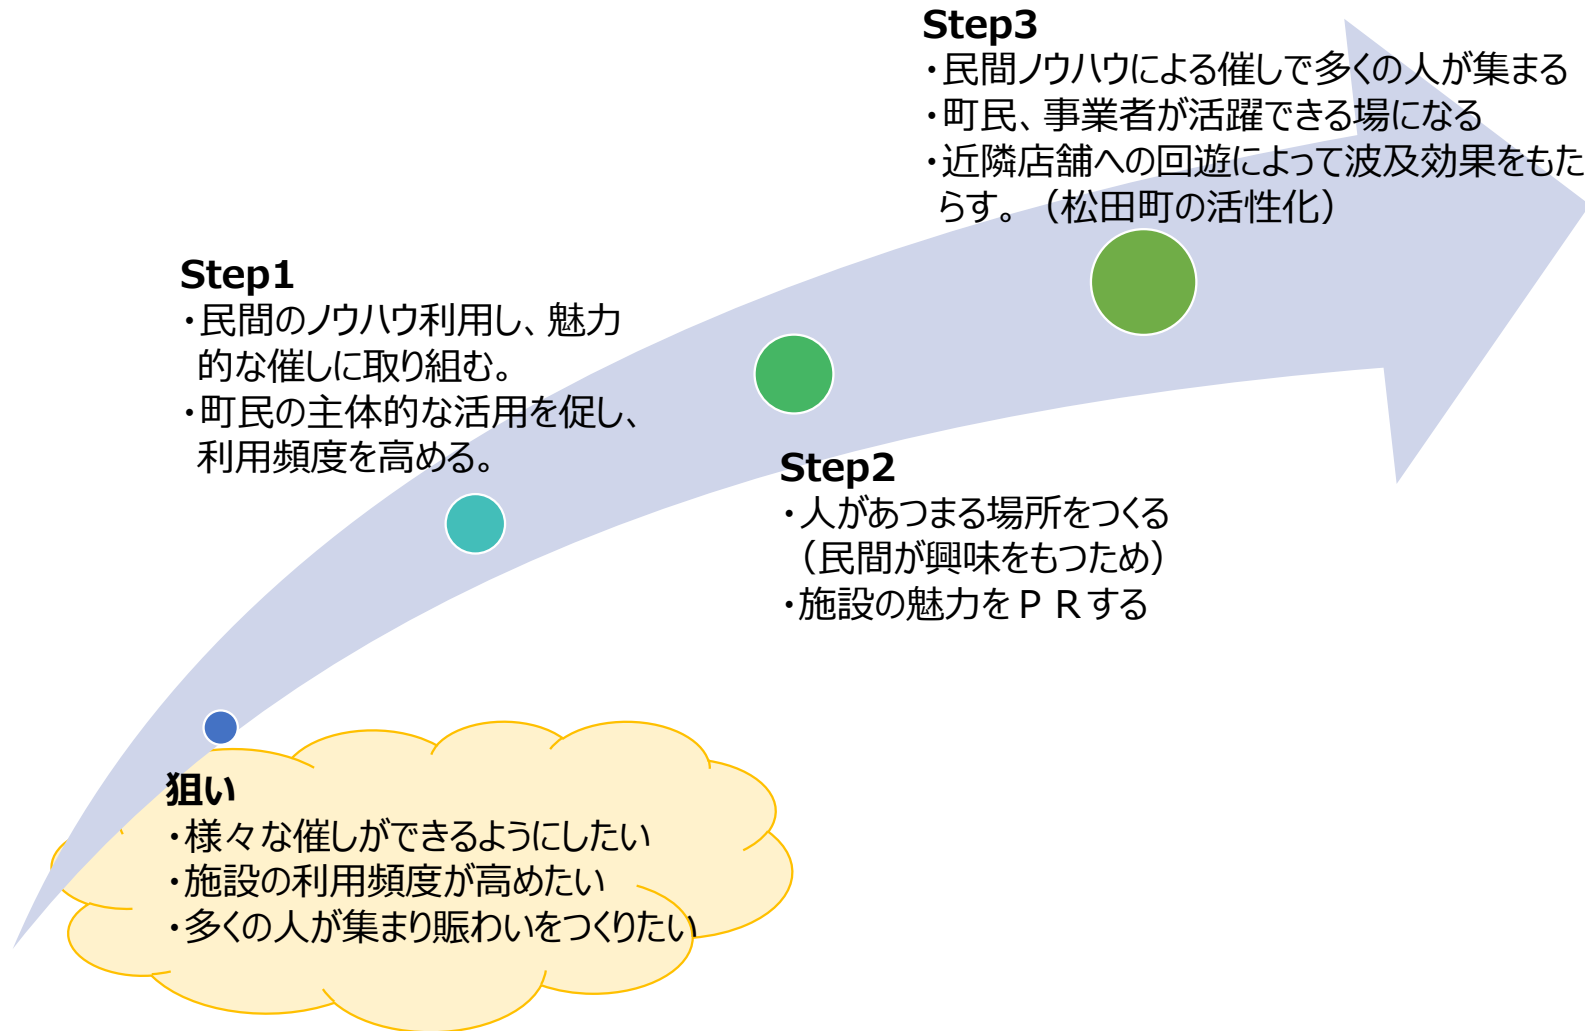 Step3
・民間ノウハウによる催しで多くの人が集まる
・町民、事業者が活躍できる場になる
・近隣店舗への回遊によって波及効果をもた
らす。（松田町の活性化）
Step1
・民間のノウハウ利用し、魅力
的な催しに取り組む。
・町民の主体的な活用を促し、
利用頻度を高める。
Step2
・人があつまる場所をつくる
（民間が興味をもつため）
・施設の魅力をＰＲする
狙い
・様々な催しができるようにしたい
・施設の利用頻度が高めたい
・多くの人が集まり賑わいをつくりたい